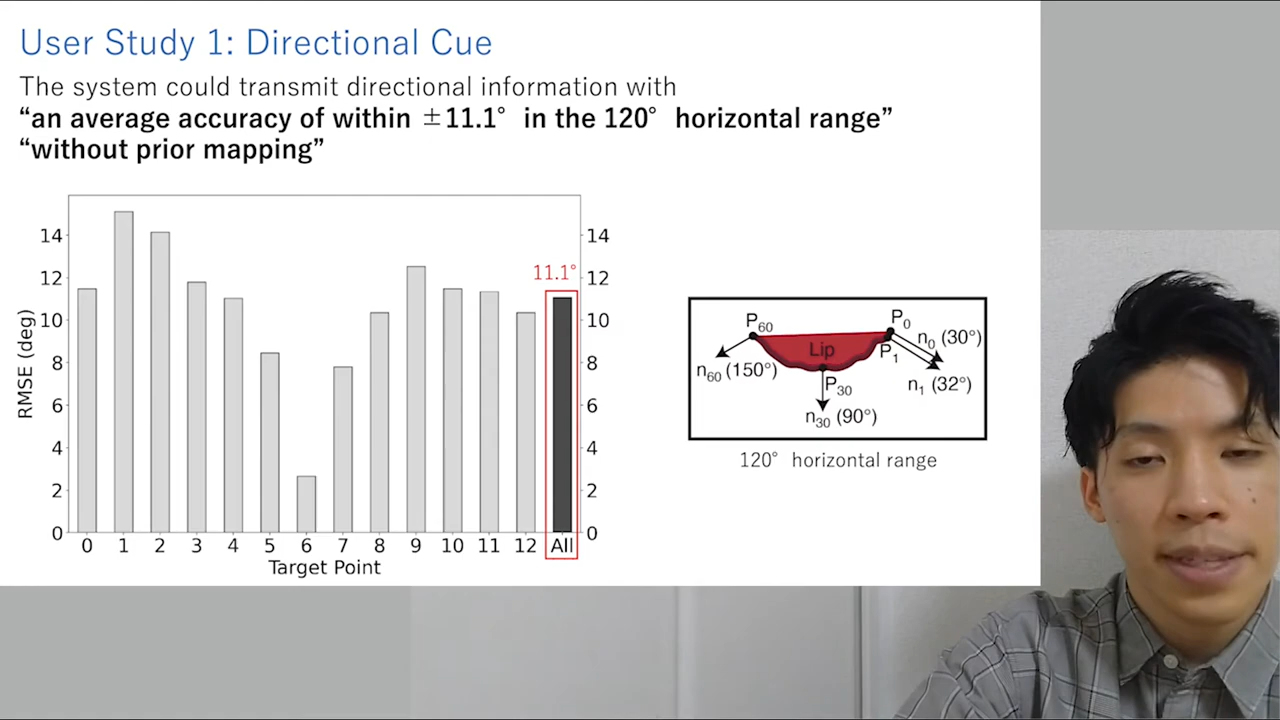 User Study 1: Directional Cue
The system could transmit directional information with
“an average accuracy of within ±11.1° in the 120° horizontal range”
“without prior mapping”
RMSE (deg)
14
12
10
8
6
4
2
0
11.1°
14
12
10
8
6
4
2
0
0 1 2 3 4 5 6 7 8 9 10 11 12 All
Target Point
P60
P0
n0 (30°)
Lip
P1
n60 (150°)
P30
n1 (32°)
n30 (90°)
120° horizontal range